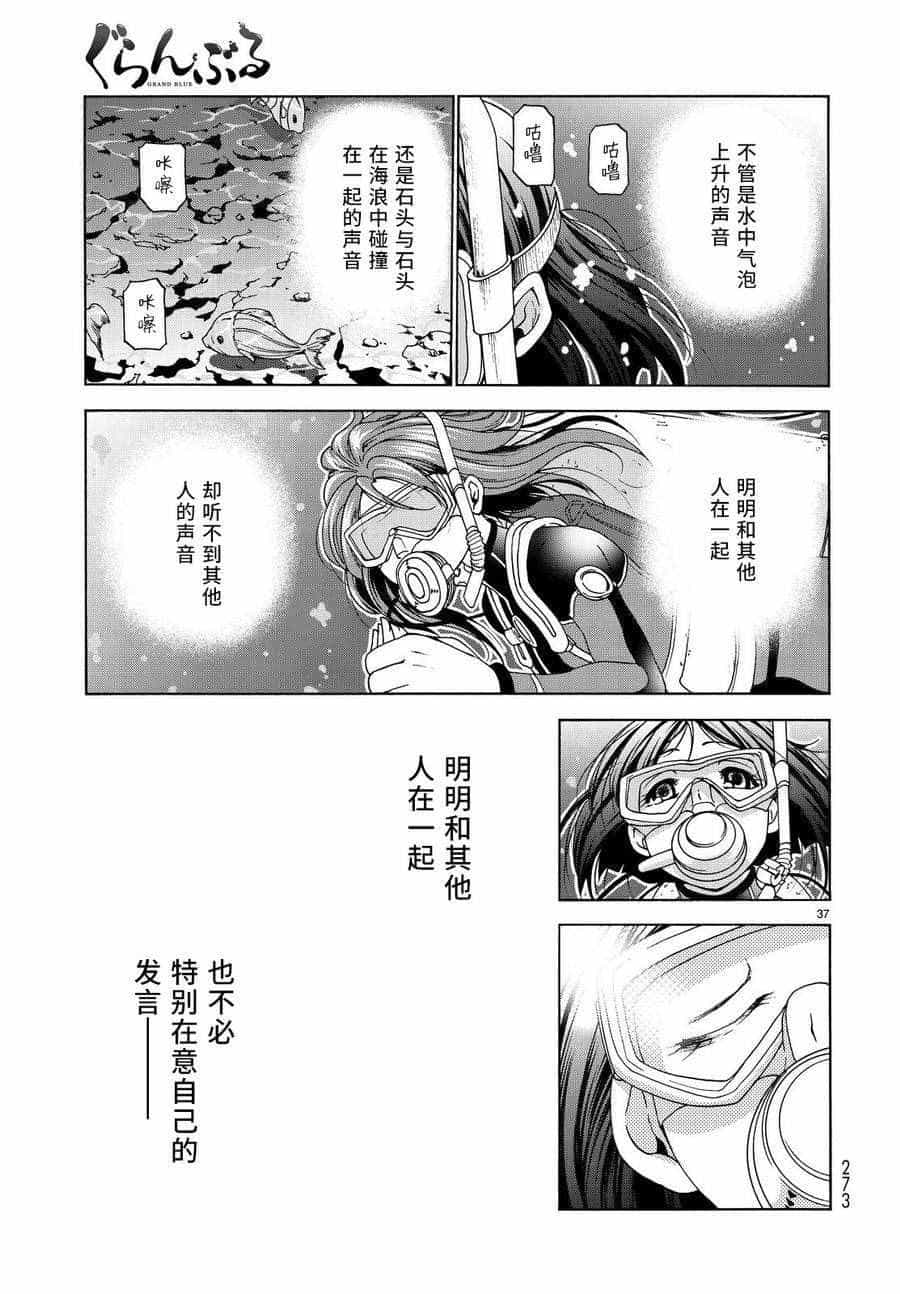 ぐらんぶる
GRAND BLUE
不管是水中气泡
上升的声音
咕噜
咕噜
还是石头与石头
在海浪中碰撞
在一起的声音
咔嚓
咔嚓
明明和其他
人在一起
却听不到其他
人的声音
37
明明和其他
人在一起
也不必
特别在意自己的
发言——
273